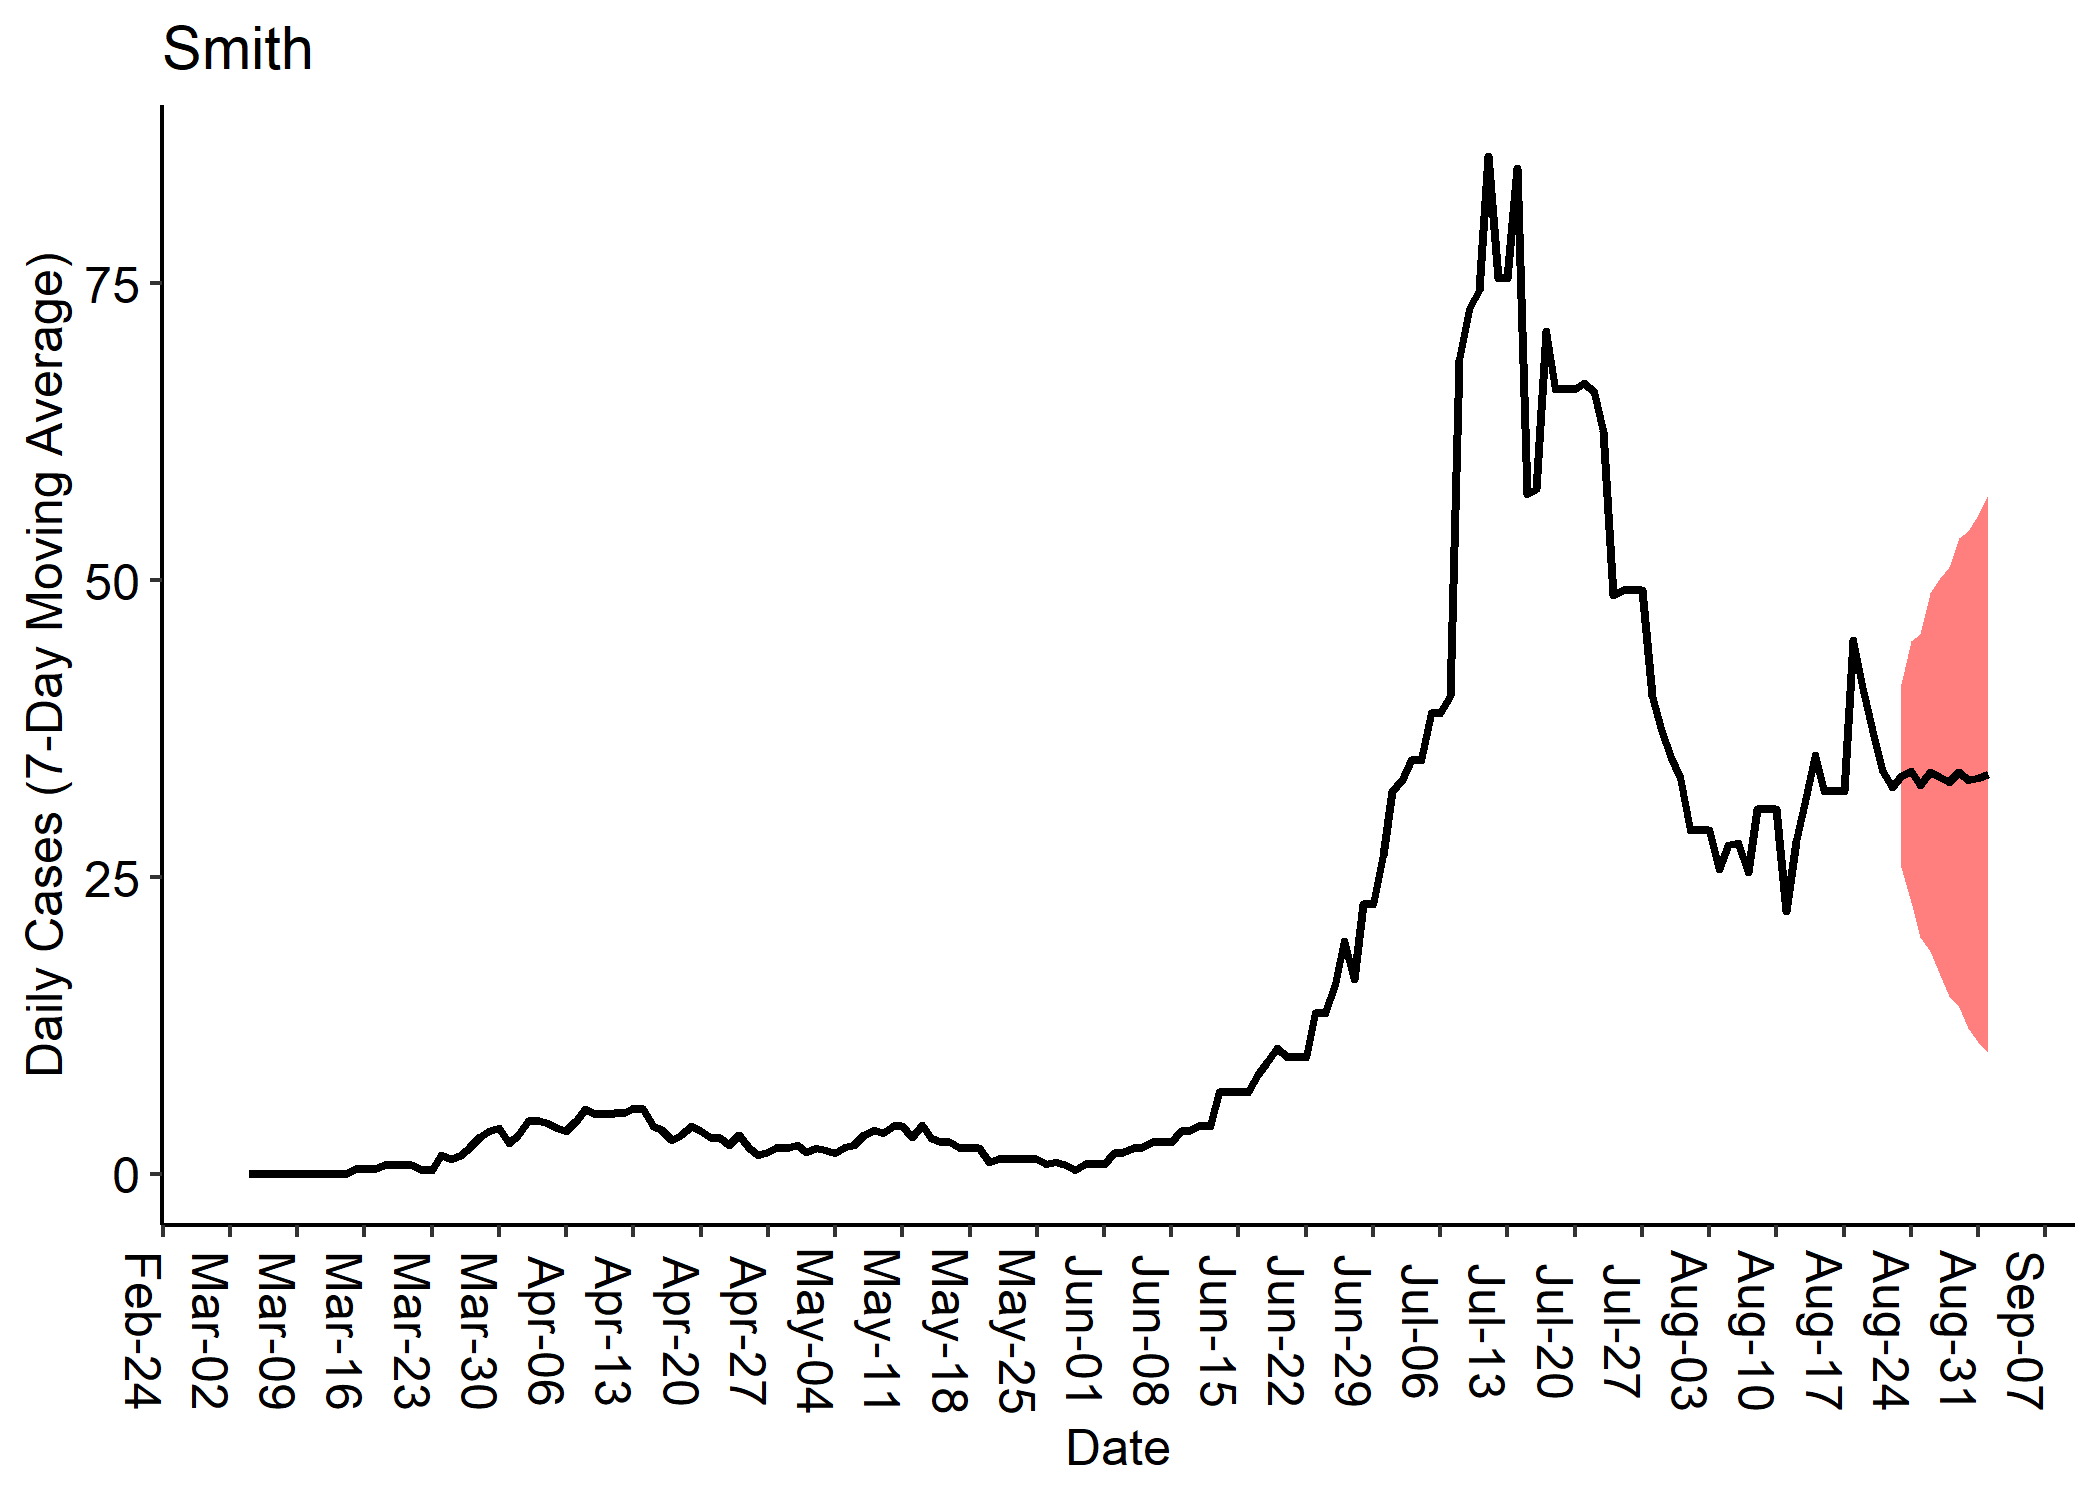 Smith
Daily Cases (7-Day Moving Average)
75
50
25
0
Feb-24
Mar-02
Mar-09
Mar-16
Mar-23
Mar-30
Apr-06
Apr-13
Apr-20
Apr-27
May-04
May-11
May-18
May-25
Jun-01
Jun-08
Jun-15
Jun-22
Jun-29
Jul-06
Jul-13
Jul-20
Jul-27
Aug-03
Aug-10
Aug-17
Aug-24
Aug-31
Sep-07
Date